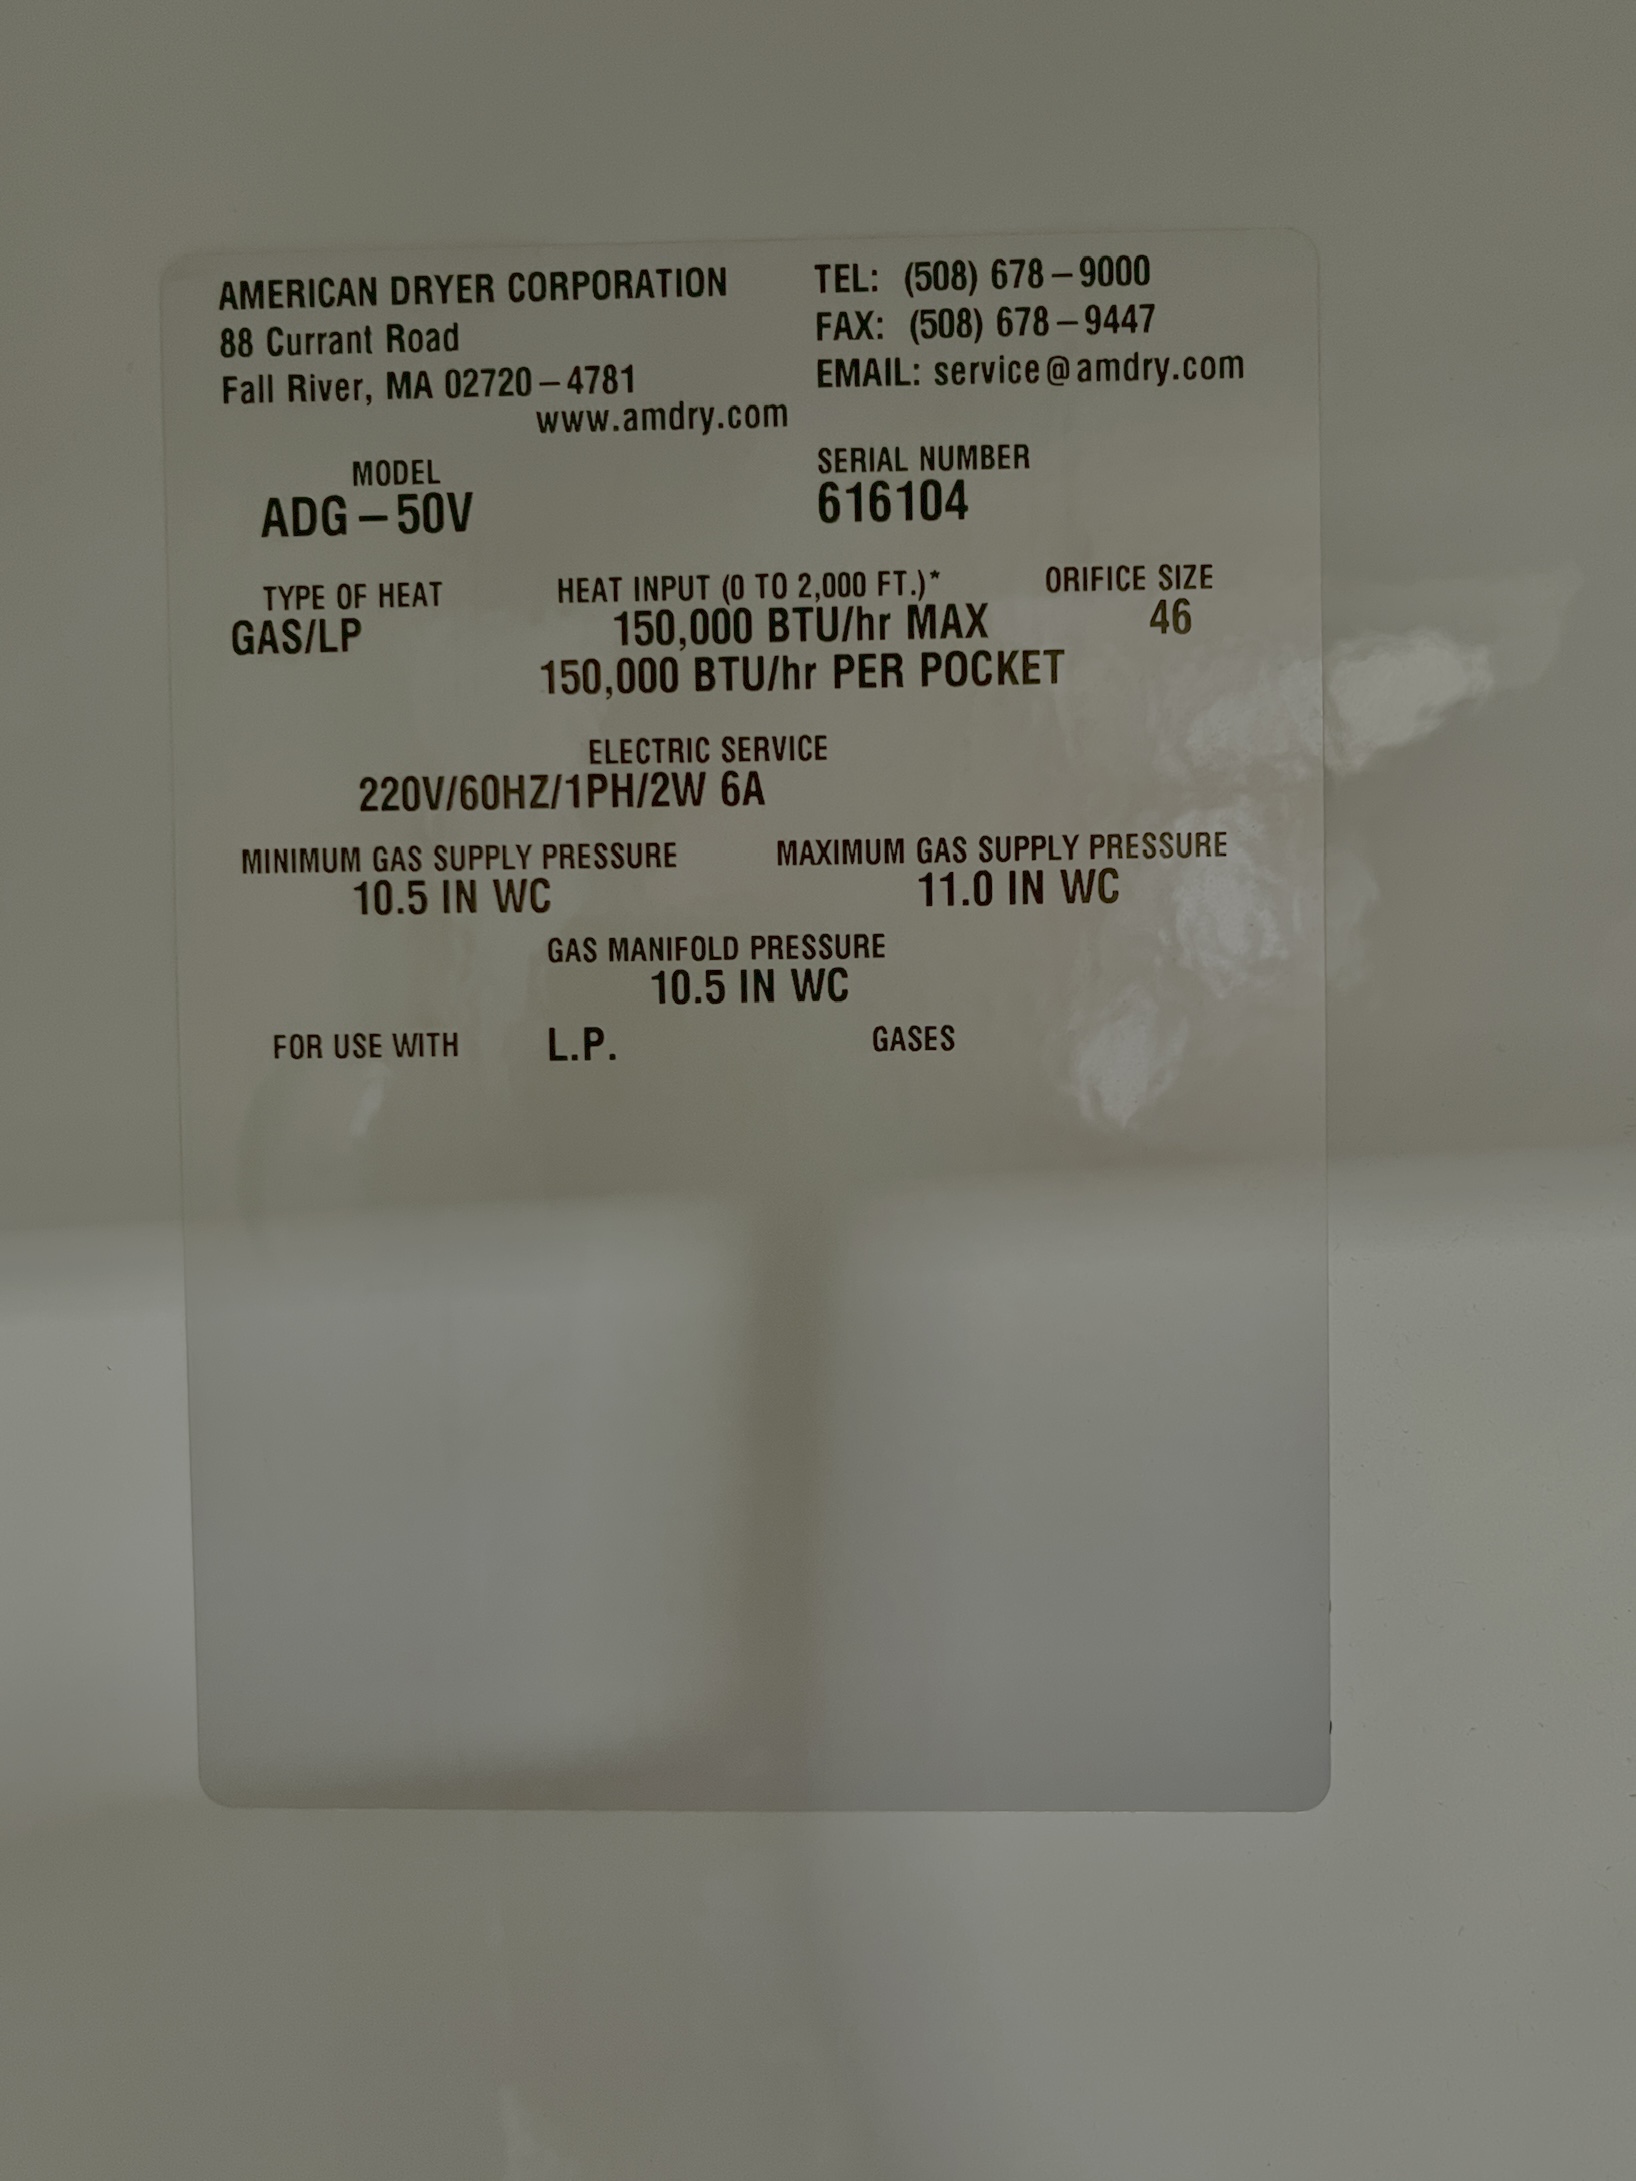 AMERICAN DRYER CORPORATION
88 Currant Road
Fall River, MA 02720-4781
www.amdry.com
TEL: (508) 678-9000
FAX: (508) 678-9447
EMAIL: service@amdry.com
MODEL
ADG-50V
SERIAL NUMBER
616104
TYPE OF HEAT
GAS/LP
HEAT INPUT (0 TO 2,000 FT.)*
150,000 BTU/hr MAX
150,000 BTU/hr PER POCKET
ORIFICE SIZE
46
ELECTRIC SERVICE
220V/60HZ/1PH/2W 6A
MINIMUM GAS SUPPLY PRESSURE
10.5 IN WC
MAXIMUM GAS SUPPLY PRESSURE
11.0 IN WC
GAS MANIFOLD PRESSURE
10.5 IN WC
FOR USE WITH L.P. GASES